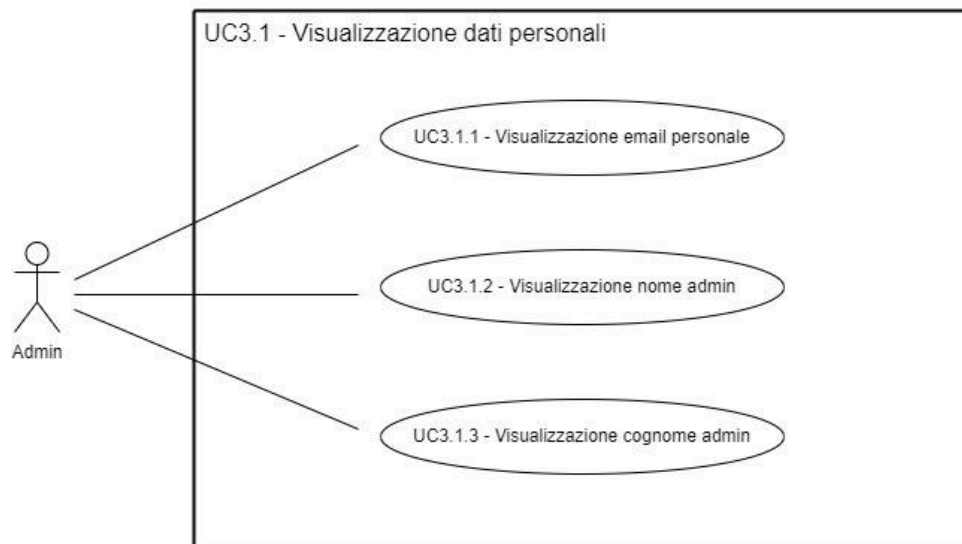 UC3.1 - Visualizzazione dati personali
UC3.1.1 - Visualizzazione email personale
UC3.1.2 - Visualizzazione nome admin
Admin
UC3.1.3 - Visualizzazione cognome admin